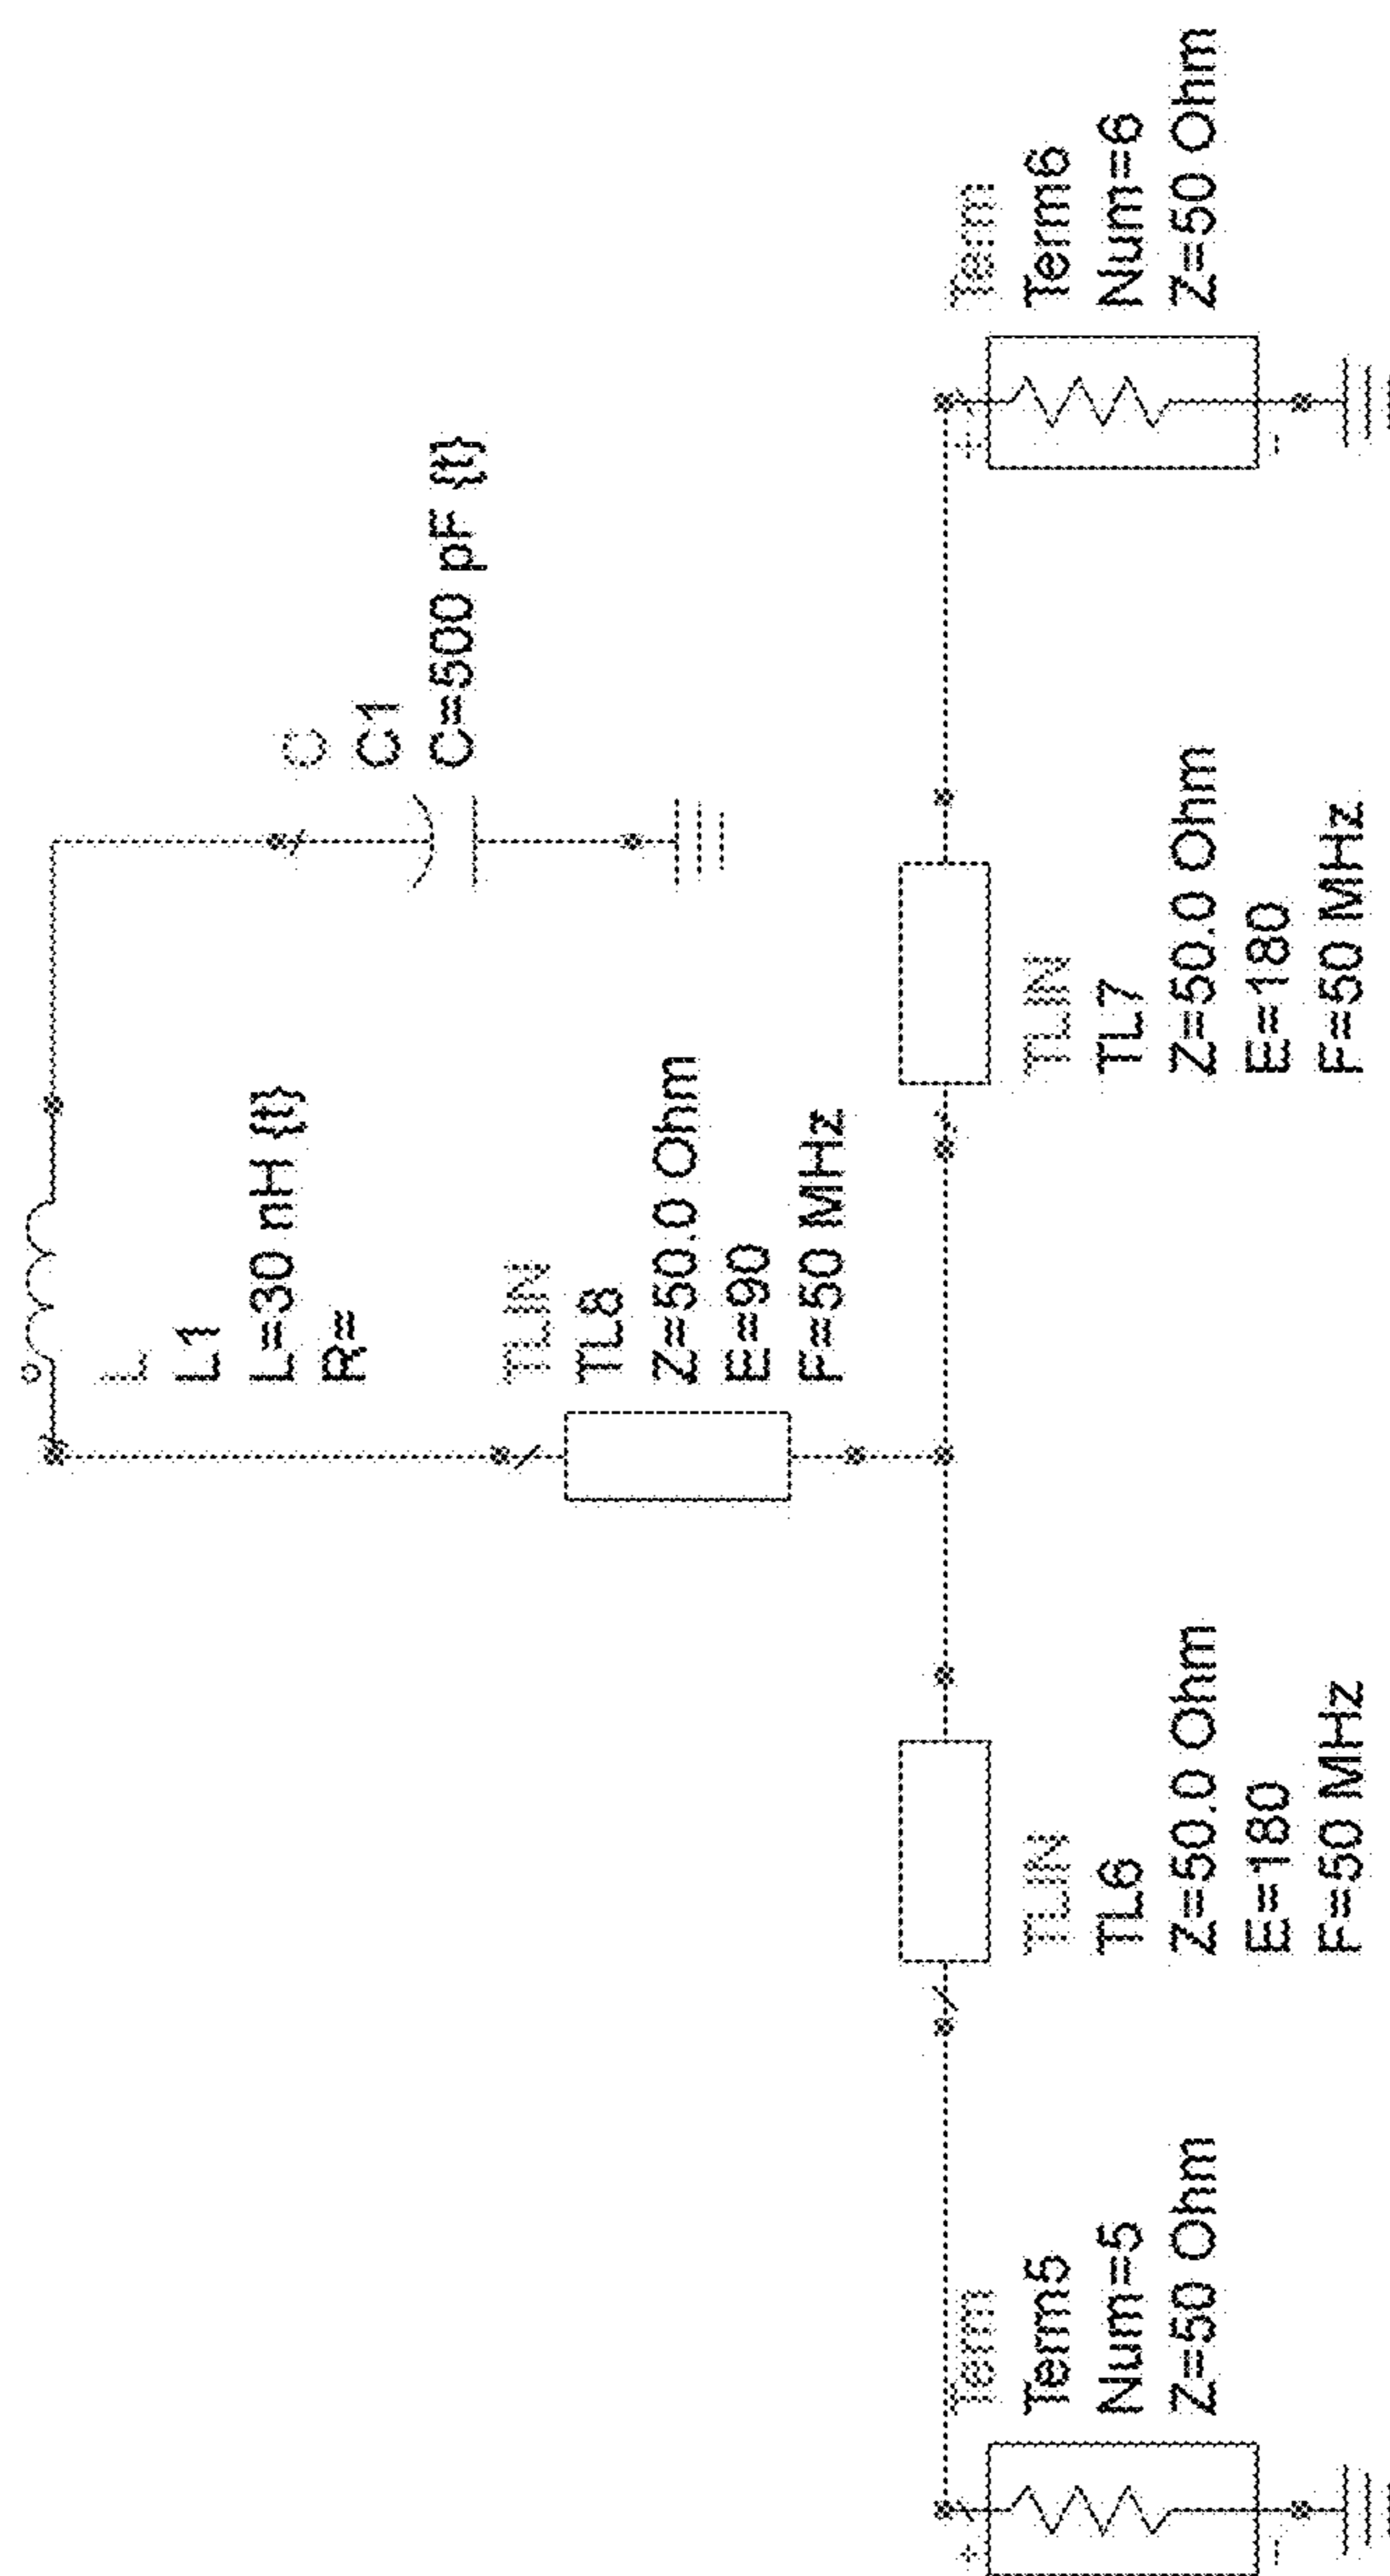 L
L1
L=30 nH {t}
R=
C
C1
C=500 pF {t}
TLIN
TL8
Z=50.0 Ohm
E=90
F=50 MHz
Term
Term5
Num=5
Z=50 Ohm
TLIN
TL6
Z=50.0 Ohm
E=180
F=50 MHz
TLIN
TL7
Z=50.0 Ohm
E=180
F=50 MHz
Term
Term6
Num=6
Z=50 Ohm